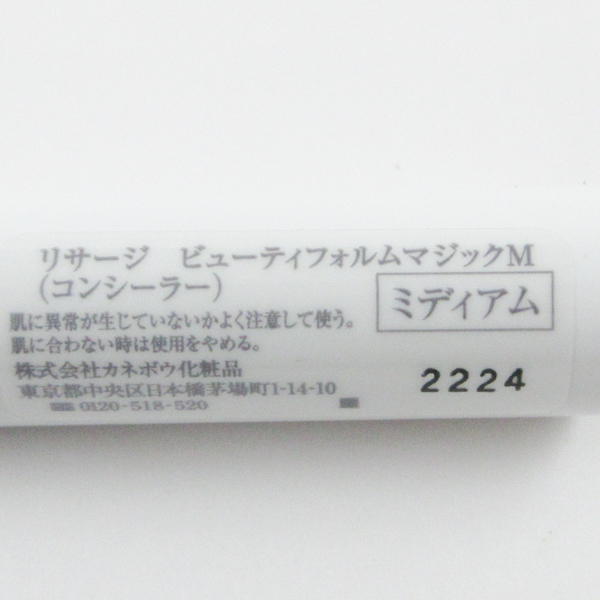 リサージ　ビューティフォルムマジックM
（コンシーラー）
ミディアム
肌に異常が生じていないかよく注意して使う。
肌に合わない時は使用をやめる。
株式会社カネボウ化粧品
東京都中央区日本橋茅場町1-14-10
0120-518-520
2224